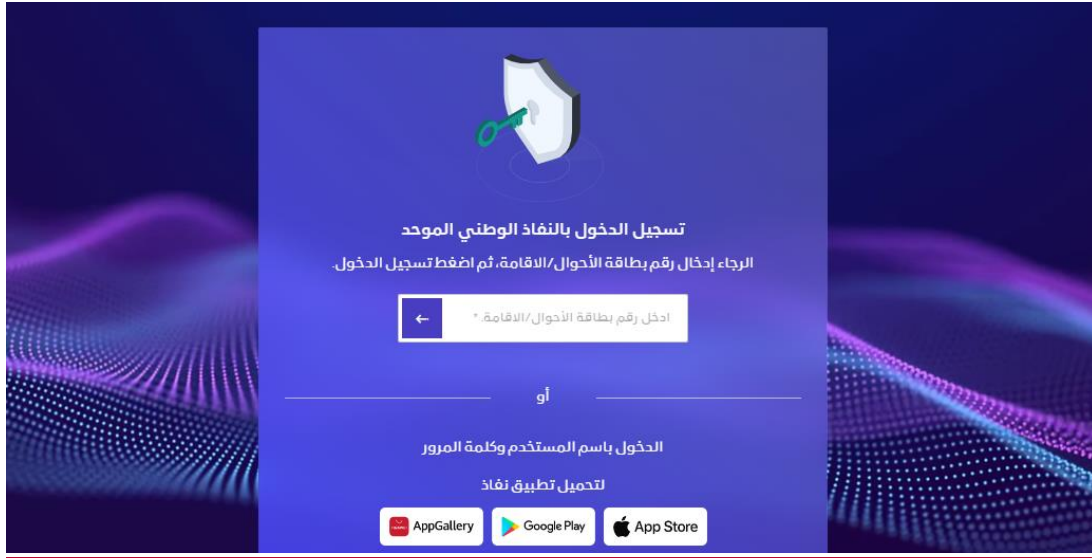 تسجيل الدخول بالنفاذ الوطني الموحد
الرجاء إدخال رقم بطاقة الأحوال/الاقامة، ثم اضغط تسجيل الدخول.
ادخل رقم بطاقة الأحوال/الاقامة. *
أو
الدخول باسم المستخدم وكلمة المرور
لتحميل تطبيق نفاذ
AppGallery Google Play App Store